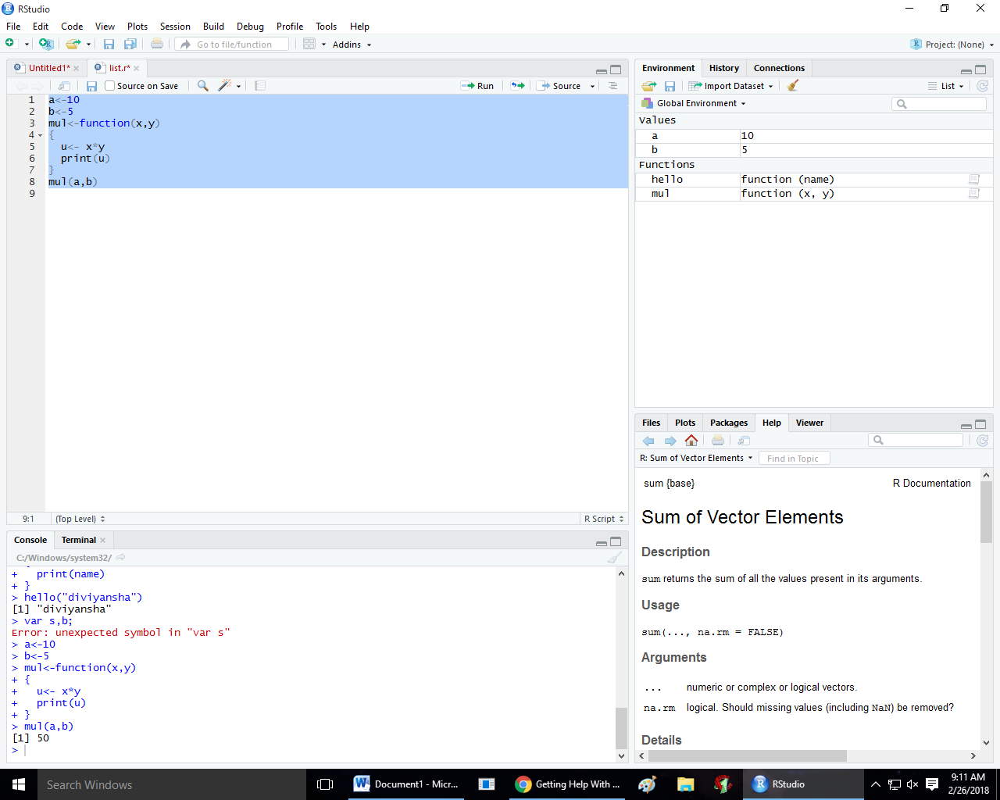 RStudio
File Edit Code View Plots Session Build Debug Profile Tools Help
Go to file/function Addins Project: (None)
Untitled1* list.r*
Source on Save Run Source
1 a<-10
2 b<-5
3 mul<-function(x,y)
4 {
5 u<- x*y
6 print(u)
7 }
8 mul(a,b)
9
9:1 (Top Level) R Script
Console Terminal
C:/Windows/system32/
+ print(name)
+ }
> hello("diviyansha")
[1] "diviyansha"
> var s,b;
Error: unexpected symbol in "var s"
> a<-10
> b<-5
> mul<-function(x,y)
+ {
+ u<- x*y
+ print(u)
+ }
> mul(a,b)
[1] 50
>
Environment History Connections
Import Dataset List
Global Environment
Values
a 10
b 5
Functions
hello function (name)
mul function (x, y)
Files Plots Packages Help Viewer
R: Sum of Vector Elements Find in Topic
sum {base} R Documentation
Sum of Vector Elements
Description
sum returns the sum of all the values present in its arguments.
Usage
sum(..., na.rm = FALSE)
Arguments
... numeric or complex or logical vectors.
na.rm logical. Should missing values (including NaN) be removed?
Details
Search Windows Document1 - Micr... Getting Help With ... RStudio 9:11 AM
2/26/2018